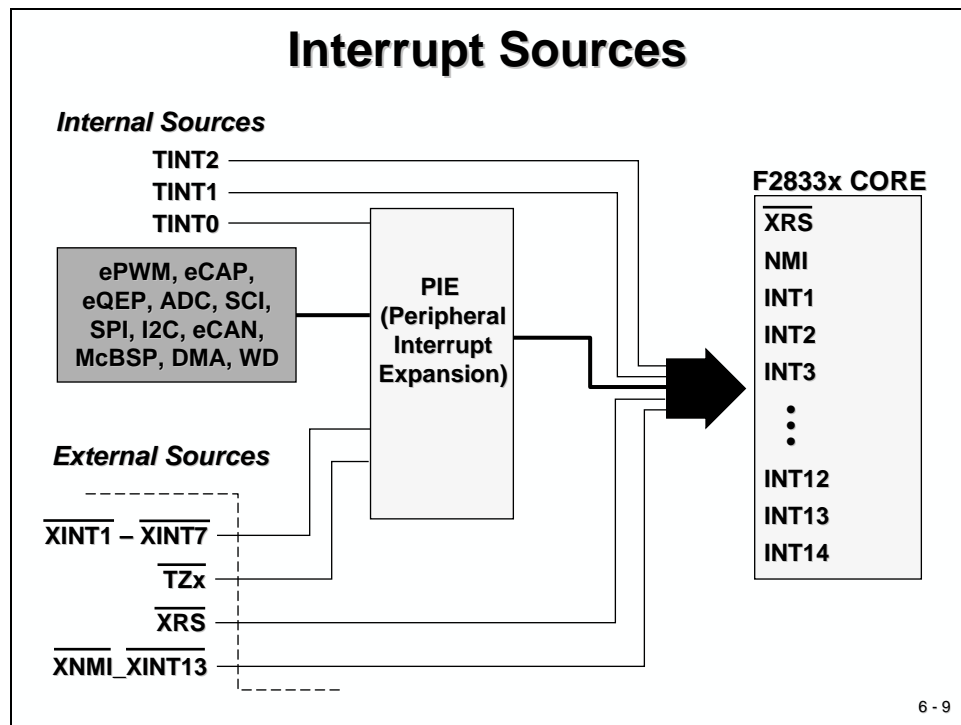 Interrupt Sources
Internal Sources
TINT2
TINT1
TINT0
ePWM, eCAP,
eQEP, ADC, SCI,
SPI, I2C, eCAN,
McBSP, DMA, WD
PIE
(Peripheral
Interrupt
Expansion)
External Sources
XINT1 – XINT7
TZx
XRS
XNMI_XINT13
F2833x CORE
XRS
NMI
INT1
INT2
INT3
INT12
INT13
INT14
6 - 9